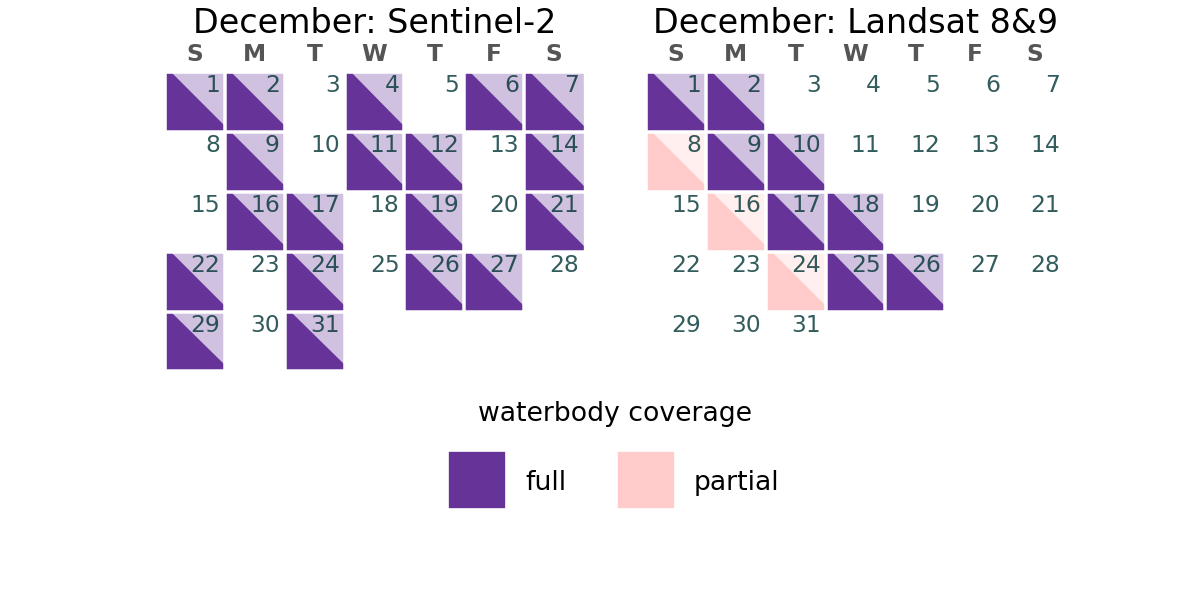 December: Sentinel-2
S M T W T F S
1 2 3 4 5 6 7
8 9 10 11 12 13 14
15 16 17 18 19 20 21
22 23 24 25 26 27 28
29 30 31
December: Landsat 8&9
S M T W T F S
1 2 3 4 5 6 7
8 9 10 11 12 13 14
15 16 17 18 19 20 21
22 23 24 25 26 27 28
29 30 31
waterbody coverage
full partial